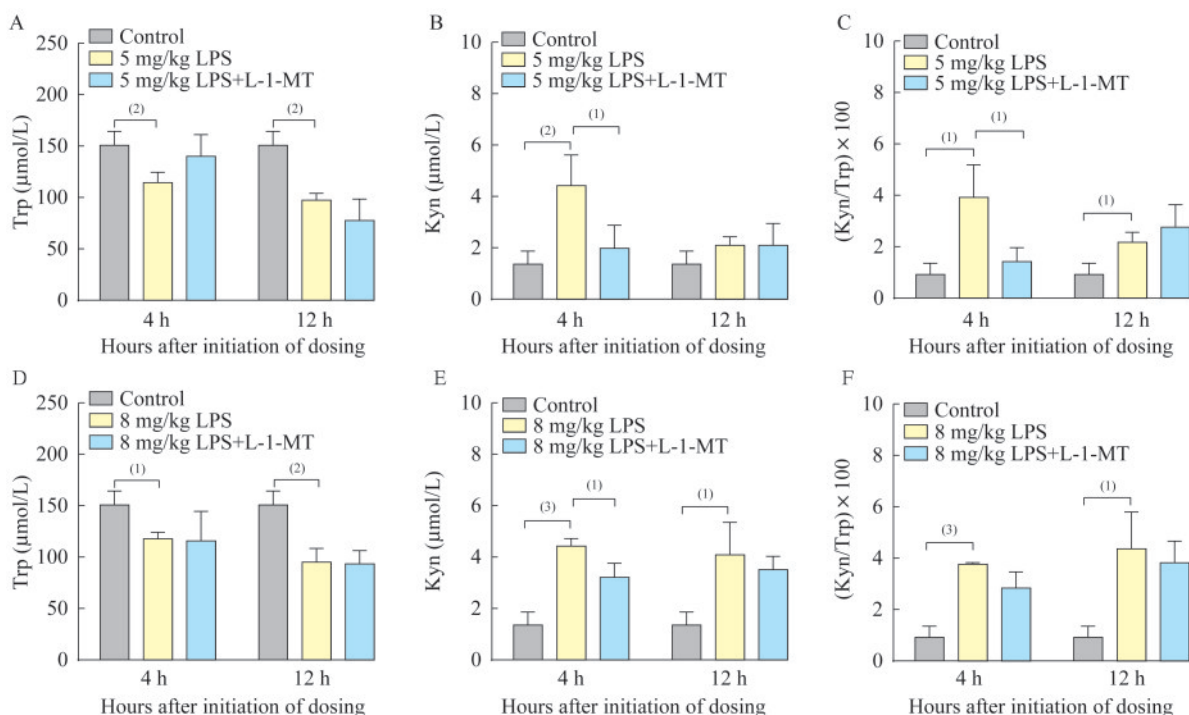 A
Control
5 mg/kg LPS
5 mg/kg LPS+L-1-MT
250
200
150
100
50
0
Trp (μmol/L)
(2)
(2)
4 h
12 h
Hours after initiation of dosing
B
Control
5 mg/kg LPS
5 mg/kg LPS+L-1-MT
10
8
6
4
2
0
Kyn (μmol/L)
(2)
(1)
4 h
12 h
Hours after initiation of dosing
C
Control
5 mg/kg LPS
5 mg/kg LPS+L-1-MT
10
8
6
4
2
0
(Kyn/Trp) × 100
(1)
(1)
(1)
4 h
12 h
Hours after initiation of dosing
D
Control
8 mg/kg LPS
8 mg/kg LPS+L-1-MT
250
200
150
100
50
0
Trp (μmol/L)
(1)
(2)
4 h
12 h
Hours after initiation of dosing
E
Control
8 mg/kg LPS
8 mg/kg LPS+L-1-MT
10
8
6
4
2
0
Kyn (μmol/L)
(3)
(1)
(1)
4 h
12 h
Hours after initiation of dosing
F
Control
8 mg/kg LPS
8 mg/kg LPS+L-1-MT
10
8
6
4
2
0
(Kyn/Trp) × 100
(3)
(1)
4 h
12 h
Hours after initiation of dosing